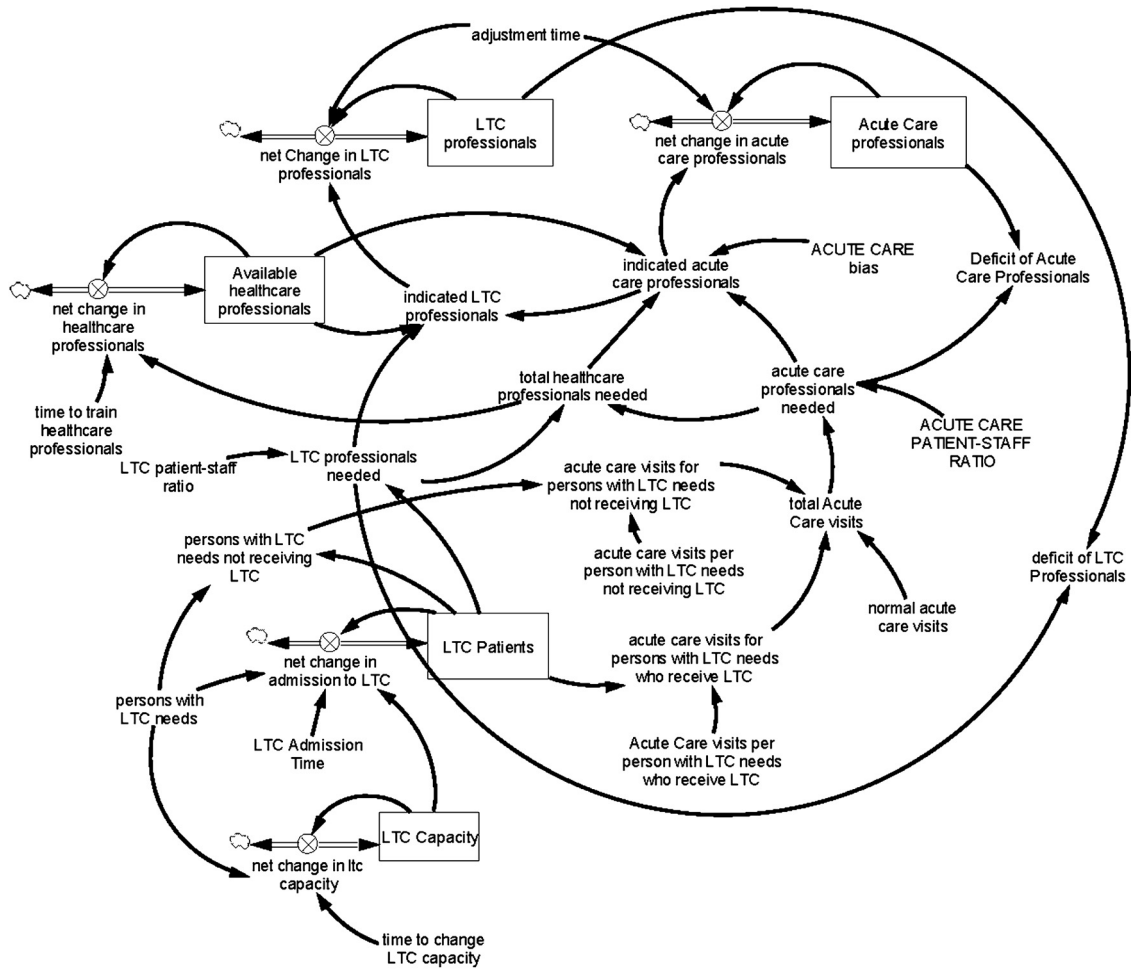 adjustment time
LTC
professionals
Acute Care
professionals
net Change in LTC
professionals
net change in acute
care professionals
ACUTE CARE
bias
Deficit of Acute
Care Professionals
indicated acute
care professionals
Available
healthcare
professionals
indicated LTC
professionals
net change in
healthcare
professionals
total healthcare
professionals needed
acute care
professionals
needed
time to train
healthcare
professionals
ACUTE CARE
PATIENT-STAFF
RATIO
LTC patient-staff
ratio
LTC professionals
needed
acute care visits for
persons with LTC needs
not receiving LTC
total Acute
Care visits
persons with LTC
needs not receiving
LTC
acute care visits per
person with LTC needs
not receiving LTC
deficit of LTC
Professionals
normal acute
care visits
LTC Patients
acute care visits for
persons with LTC needs
who receive LTC
net change in
admission to LTC
persons with
LTC needs
LTC Admission
Time
Acute Care visits per
person with LTC needs
who receive LTC
LTC Capacity
net change in ltc
capacity
time to change
LTC capacity